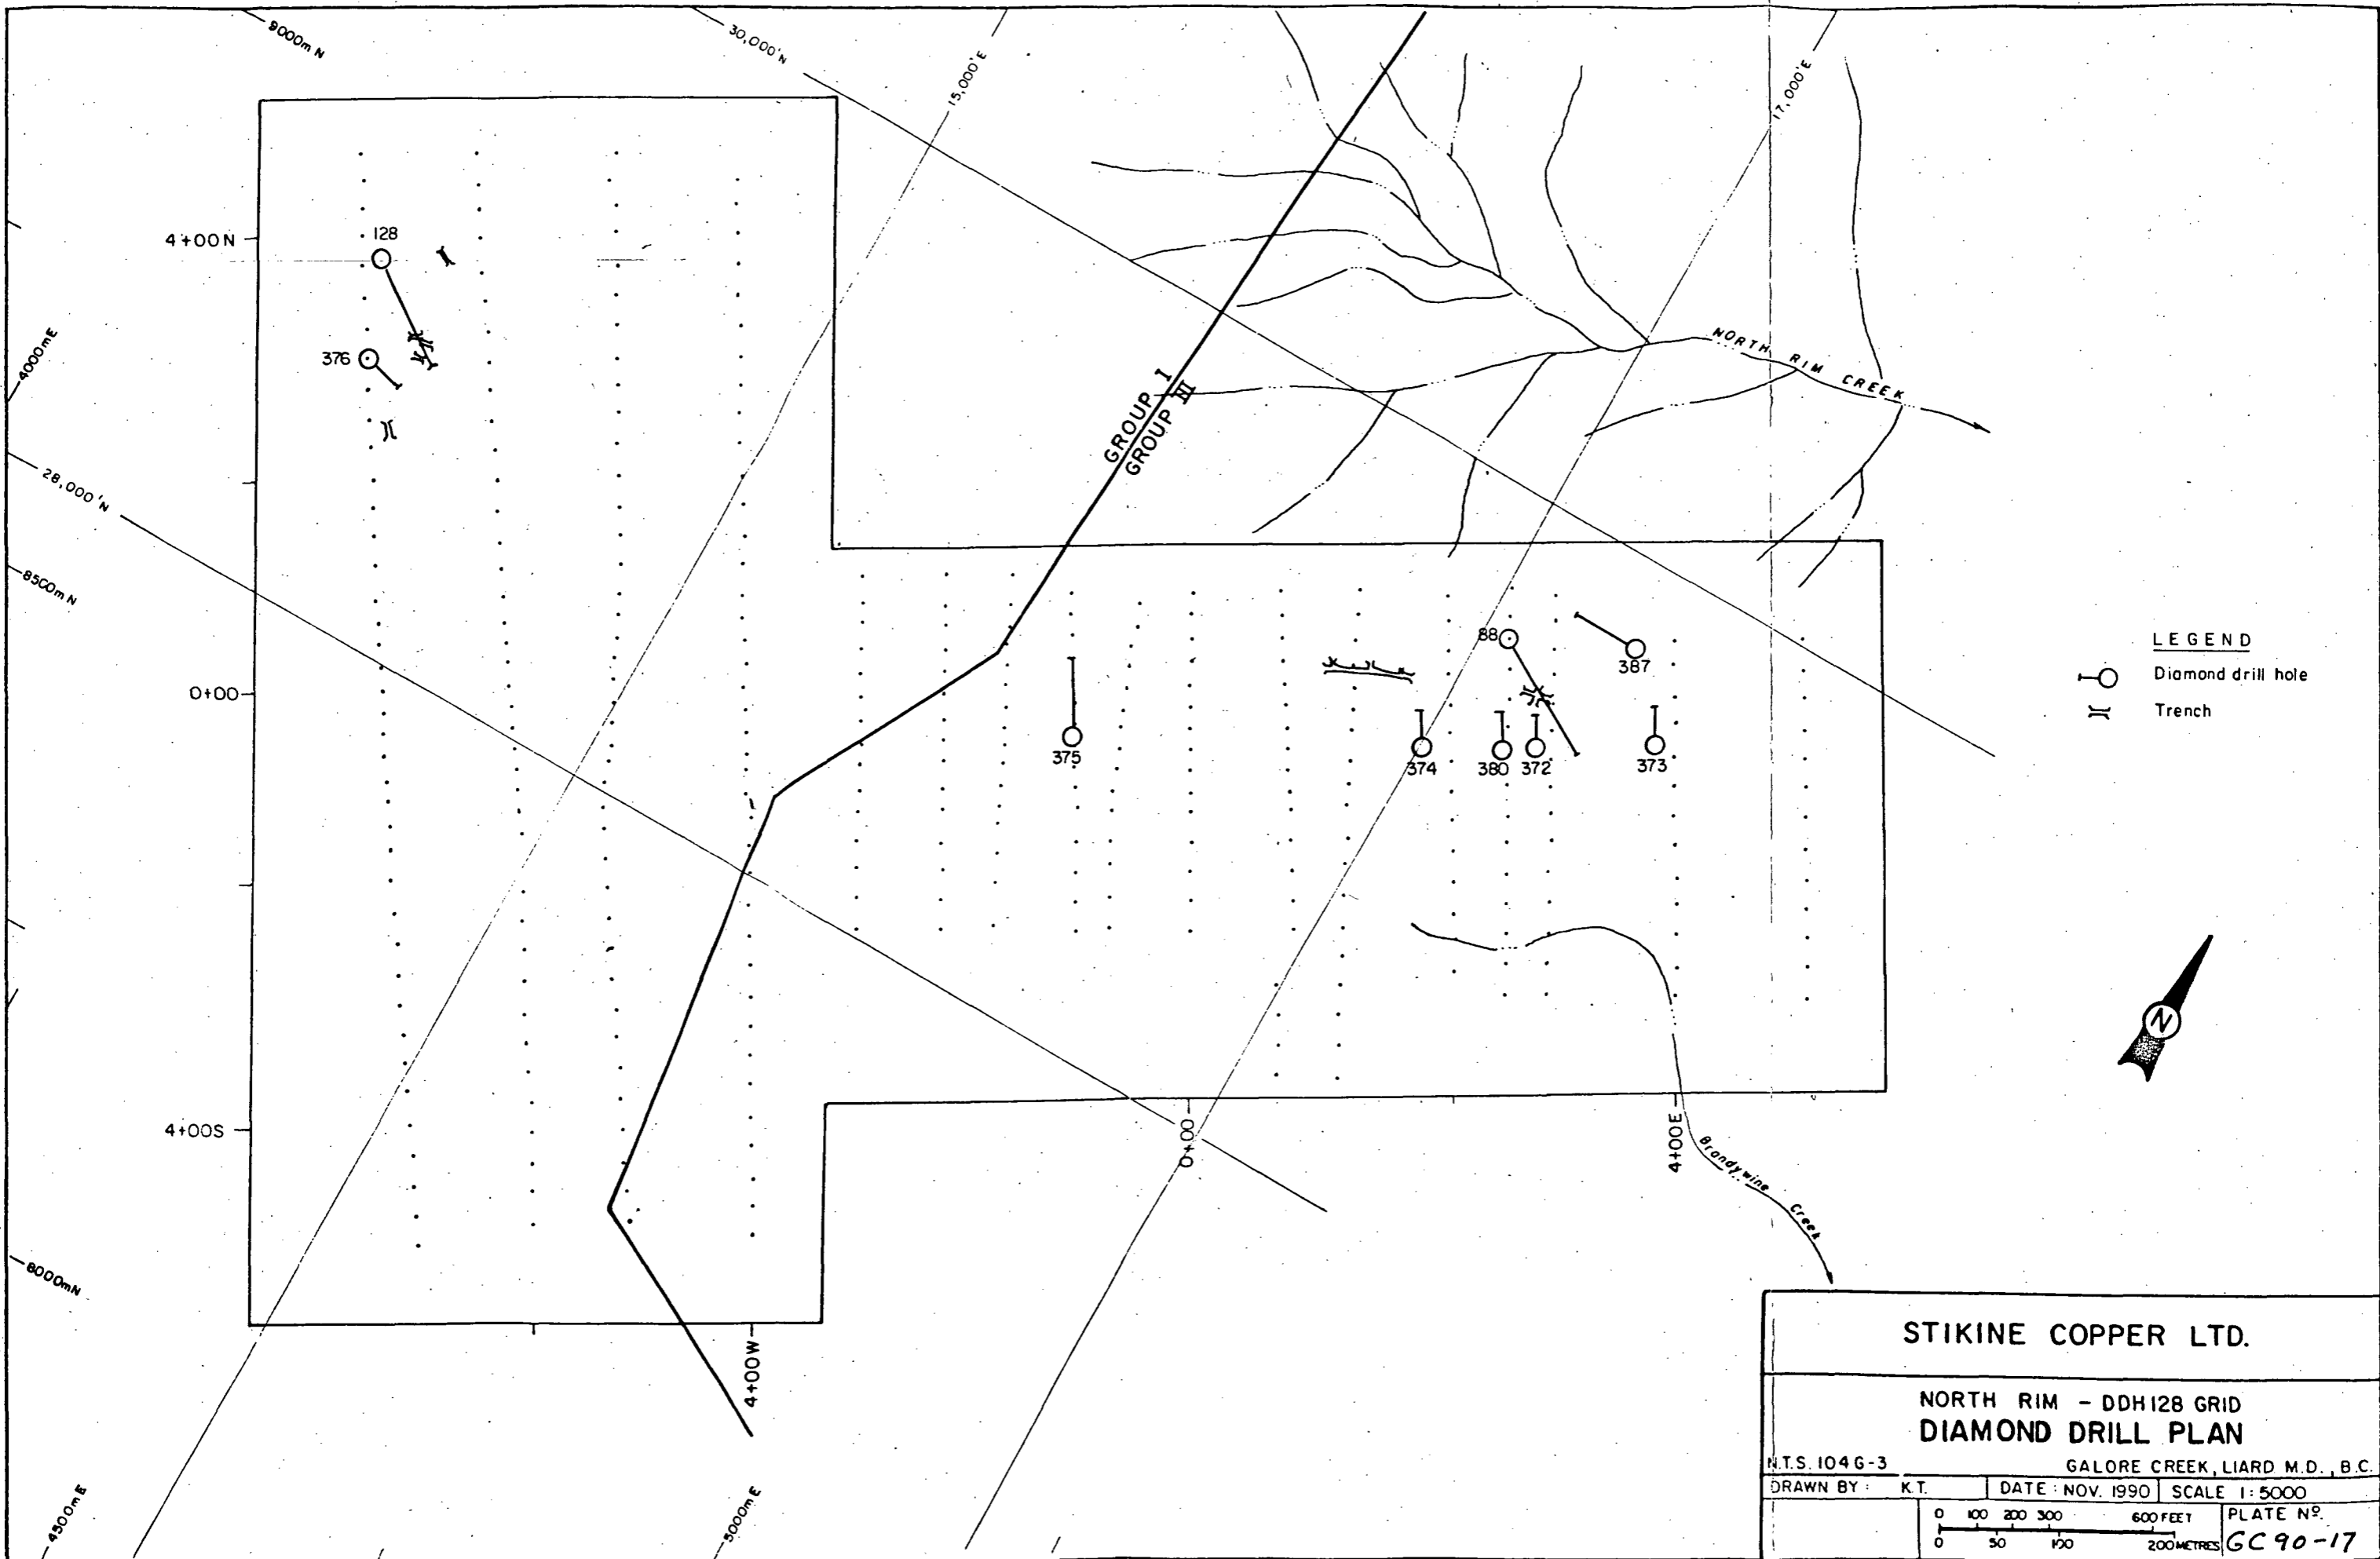 9000m N
30,000'N
15,000'E
17,000'E
4+00N
128
376
4000mE
28,000'N
8500m N
GROUP I
GROUP III
NORTH RIM CREEK
0+00
88
387
375
374
380
372
373
LEGEND
Diamond drill hole
Trench
N
4+00S
0+00
4+00E
Brandywine Creek
8000mN
4+00W
4500mE
5000mE
STIKINE COPPER LTD.
NORTH RIM - DDH128 GRID
DIAMOND DRILL PLAN
N.T.S. 104G-3 GALORE CREEK, LIARD M.D., B.C.
DRAWN BY: K.T. DATE: NOV. 1990 SCALE 1:5000
0 100 200 300 600 FEET
0 50 100 200 METRES
PLATE Nº.
GC90-17